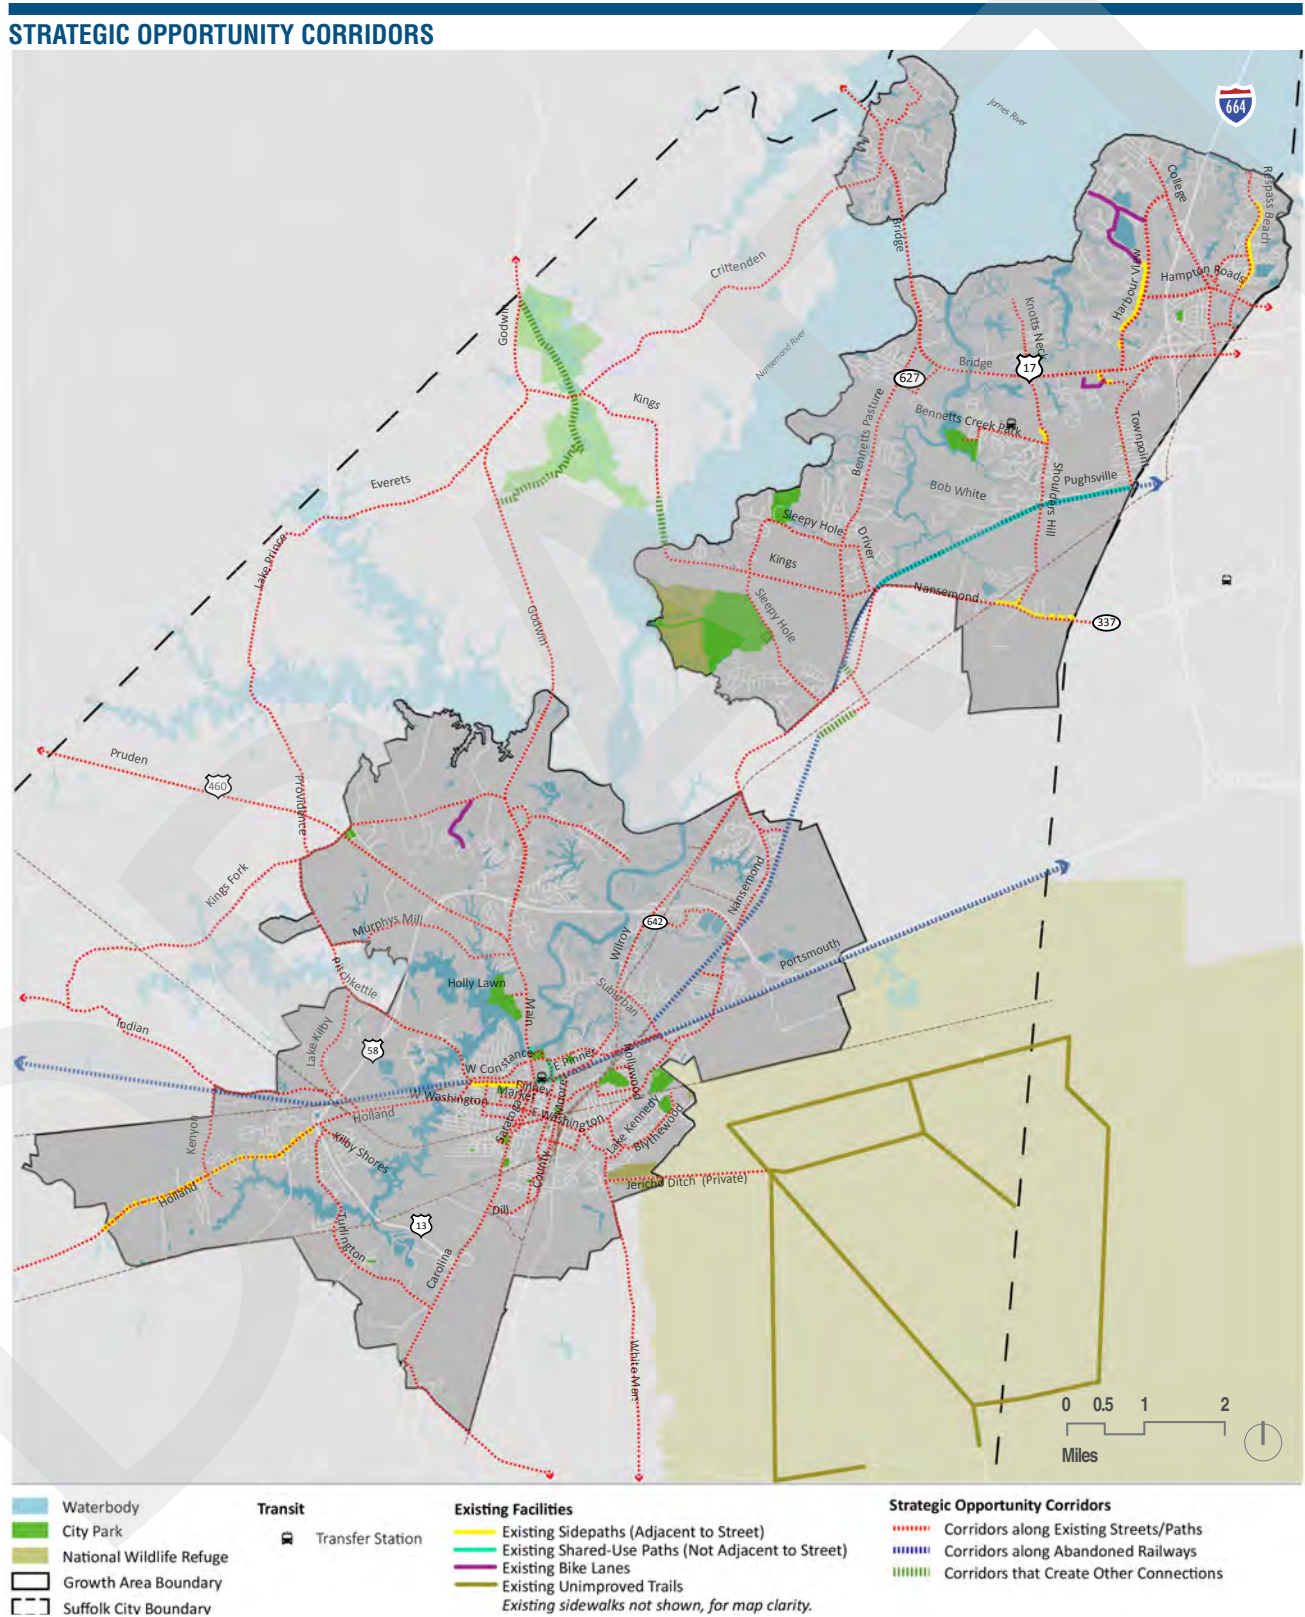 STRATEGIC OPPORTUNITY CORRIDORS
664
James River
College
Respass Beach
Bridge
Harbour View
Hampton Roads
Crittenden
Godwin
Knotts Neck
Nansemond River
Bridge
17
627
Kings
Bennetts Pasture
Bennetts Creek Park
Townpoint
Everets
Bob White
Shoulders Hill
Pughsville
Sleepy Hole
Driver
Lake Prince
Kings
Nansemond
Sleepy Hole
Godwin
337
Pruden
460
Providence
Kings Fork
Nansemond
Murphys Mill
642
Wilroy
Portsmouth
Pitchkettle
Holly Lawn
Suburban
Main
Indian
Lake Kilby
58
W Constance
E Pinner
Hollywood
Finney
Market
W Washington
Moore
Holland
Saratoga
E Washington
Lake Kennedy
Blythewood
Kenyon
Kilby Shores
County
Jericho Ditch (Private)
Holland
Dill
Turlington
13
Carolina
White Mar
0 0.5 1 2
Miles
Waterbody
City Park
National Wildlife Refuge
Growth Area Boundary
Suffolk City Boundary
Transit
Transfer Station
Existing Facilities
Existing Sidepaths (Adjacent to Street)
Existing Shared-Use Paths (Not Adjacent to Street)
Existing Bike Lanes
Existing Unimproved Trails
Existing sidewalks not shown, for map clarity.
Strategic Opportunity Corridors
Corridors along Existing Streets/Paths
Corridors along Abandoned Railways
Corridors that Create Other Connections